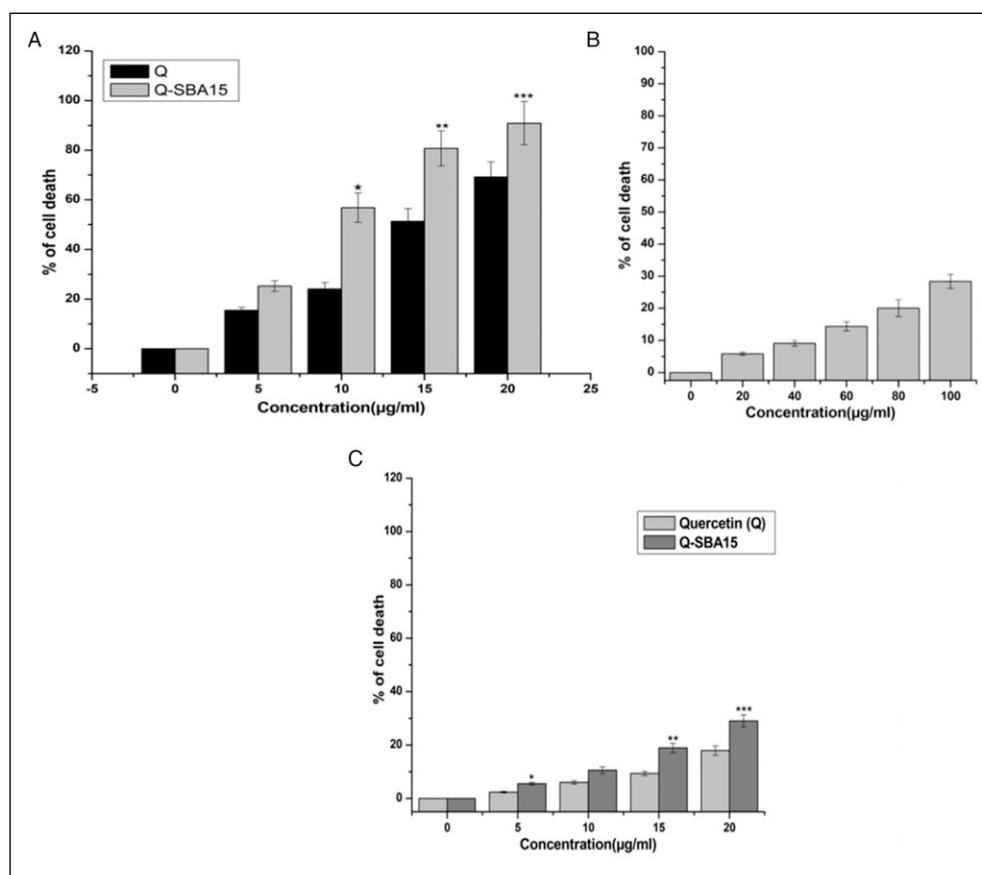 A
120
100
80
60
40
20
0
% of cell death
Q
Q-SBA15
*
**
***
-5 0 5 10 15 20 25
Concentration(µg/ml)
B
100
90
80
70
60
50
40
30
20
10
0
% of cell death
0 20 40 60 80 100
Concentration(µg/ml)
C
120
100
80
60
40
20
0
% of cell death
Quercetin (Q)
Q-SBA15
*
**
***
0 5 10 15 20
Concentration(µg/ml)